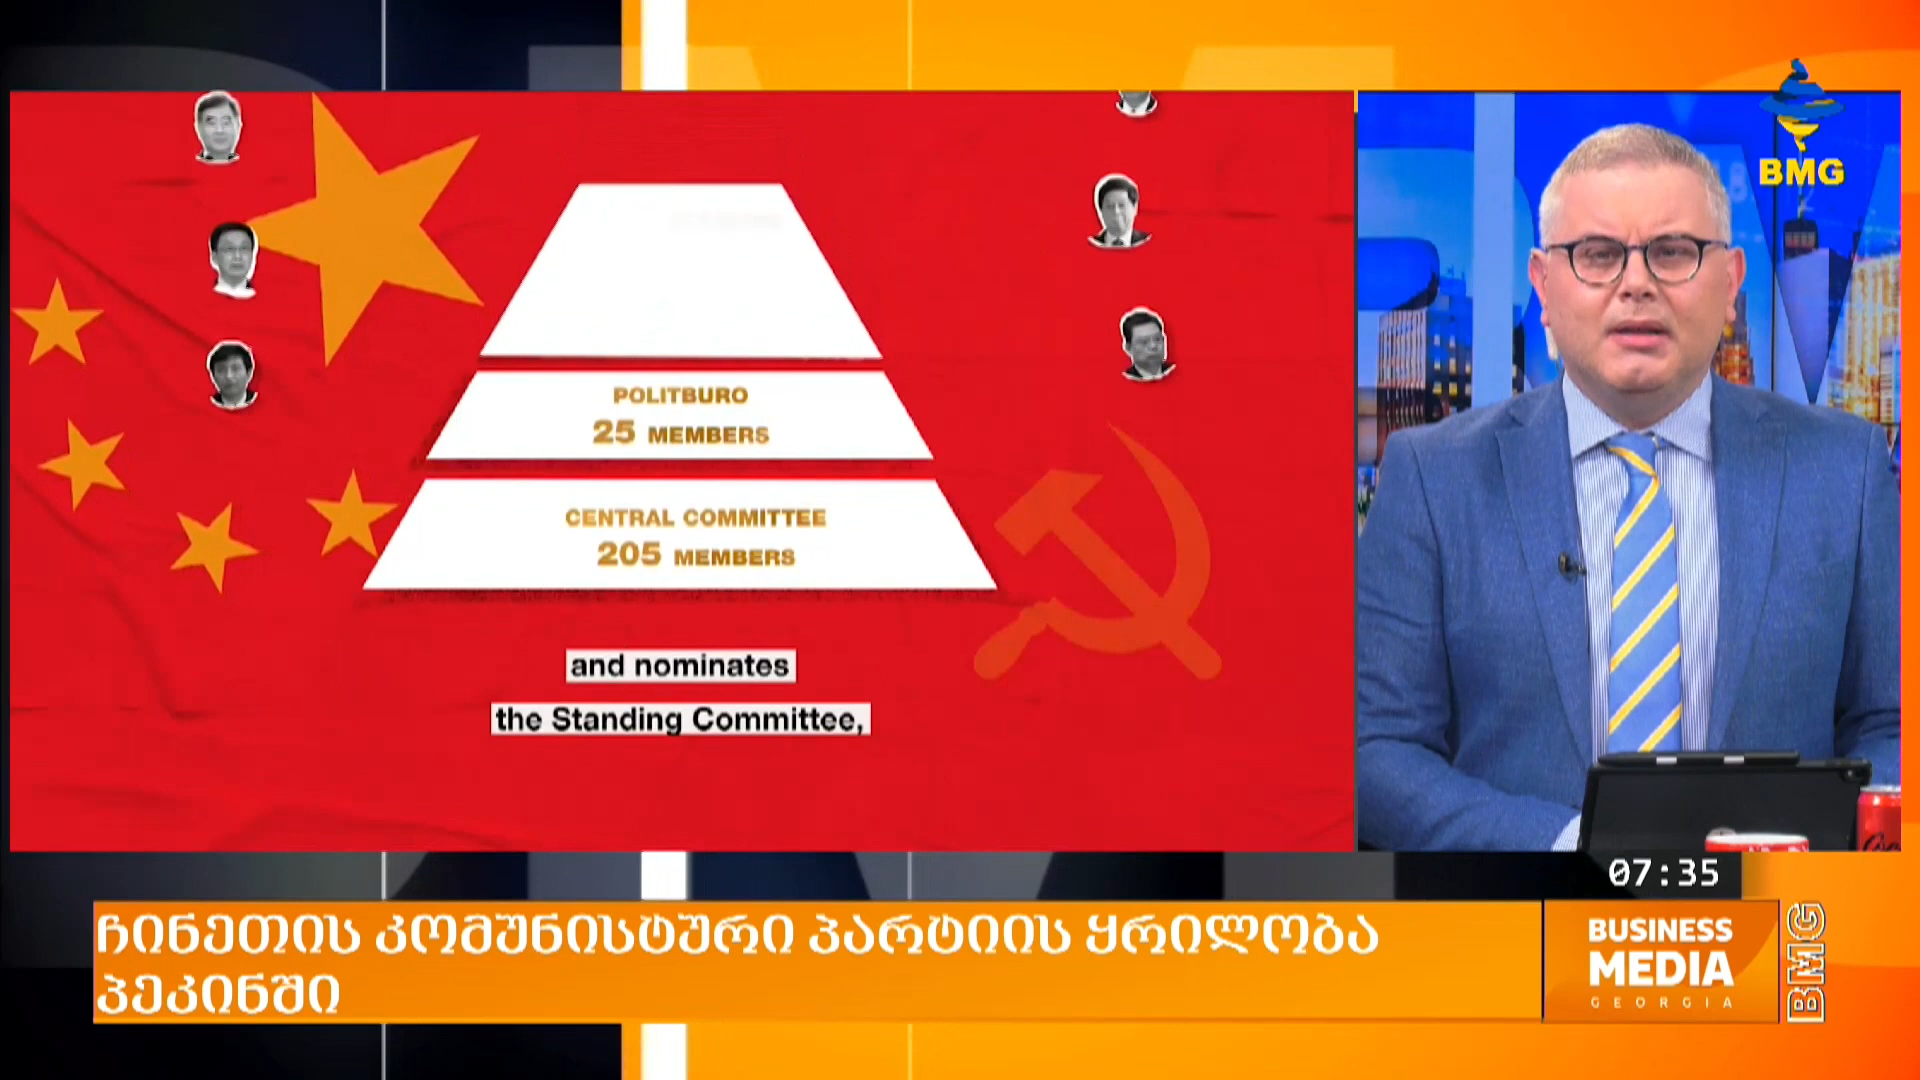 BMG
POLITBURO
25 MEMBERS
CENTRAL COMMITTEE
205 MEMBERS
and nominates
the Standing Committee,
07:35
ჩინეთის კომუნისტური პარტიის ყრილობა
პეკინში
BUSINESS
MEDIA
GEORGIA
BMG